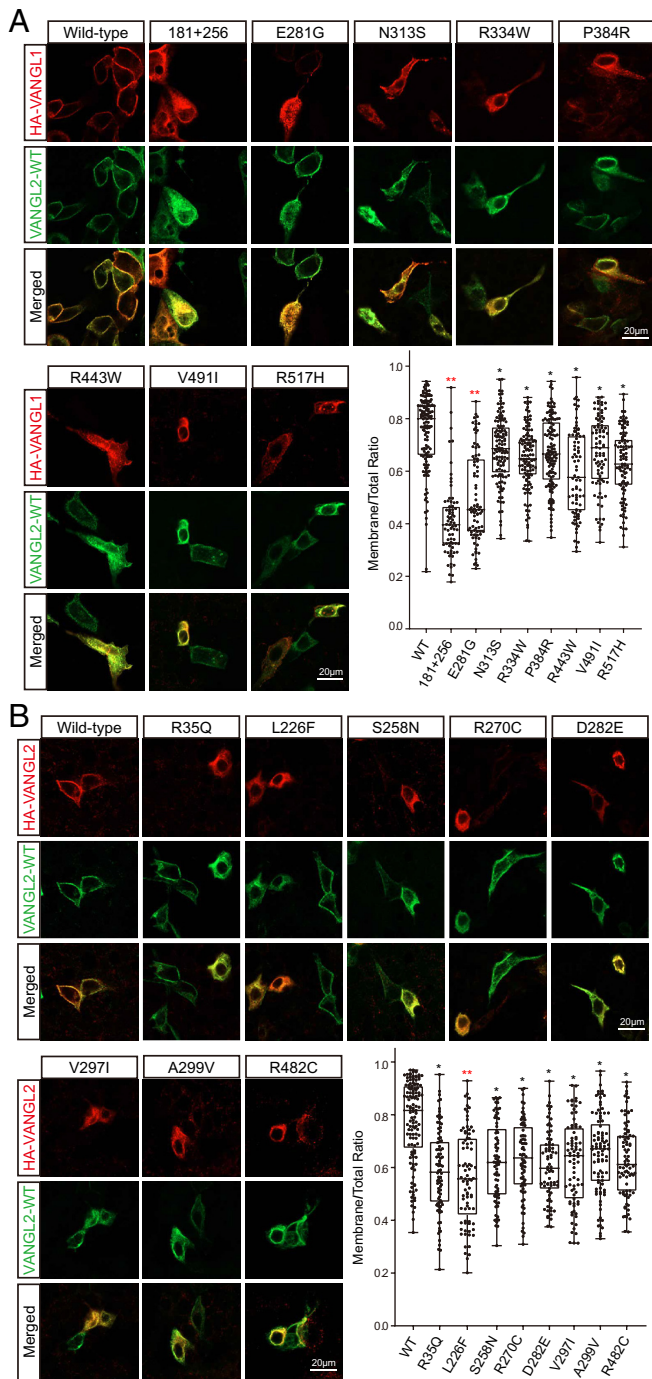 A
Wild-type 181+256 E281G N313S R334W P384R
HA-VANGL1
VANGL2-WT
Merged
20µm
R443W V491I R517H
HA-VANGL1
VANGL2-WT
Merged
20µm
Membrane/Total Ratio
1.0
0.8
0.6
0.4
0.2
0.0
** ** * * * * * *
WT 181+256 E281G N313S R334W P384R R443W V491I R517H
B
Wild-type R35Q L226F S258N R270C D282E
HA-VANGL2
VANGL2-WT
Merged
20µm
V297I A299V R482C
HA-VANGL2
VANGL2-WT
Merged
20µm
Membrane/Total Ratio
1.0
0.8
0.6
0.4
0.2
0.0
* ** * * * * * *
WT R35Q L226F S258N R270C D282E V297I A299V R482C